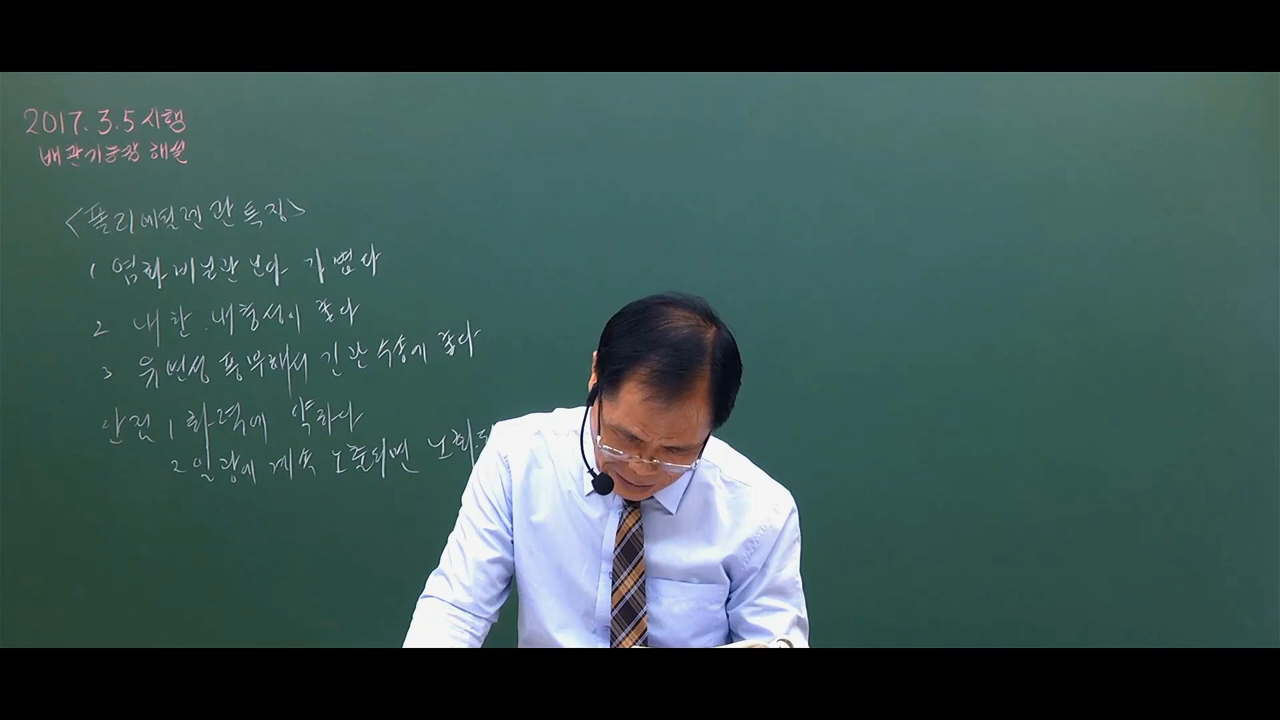 2017. 3. 5 시행
배관기능장 해설
<폴리에틸렌관 특징>
1 염화비닐관 보다 가볍다
2 내한.내충성이 좋다
3 유연성 풍부해서 긴관 수송에 좋다
단점 1 화력에 약하다
2 일광에 계속 노출되면 노화